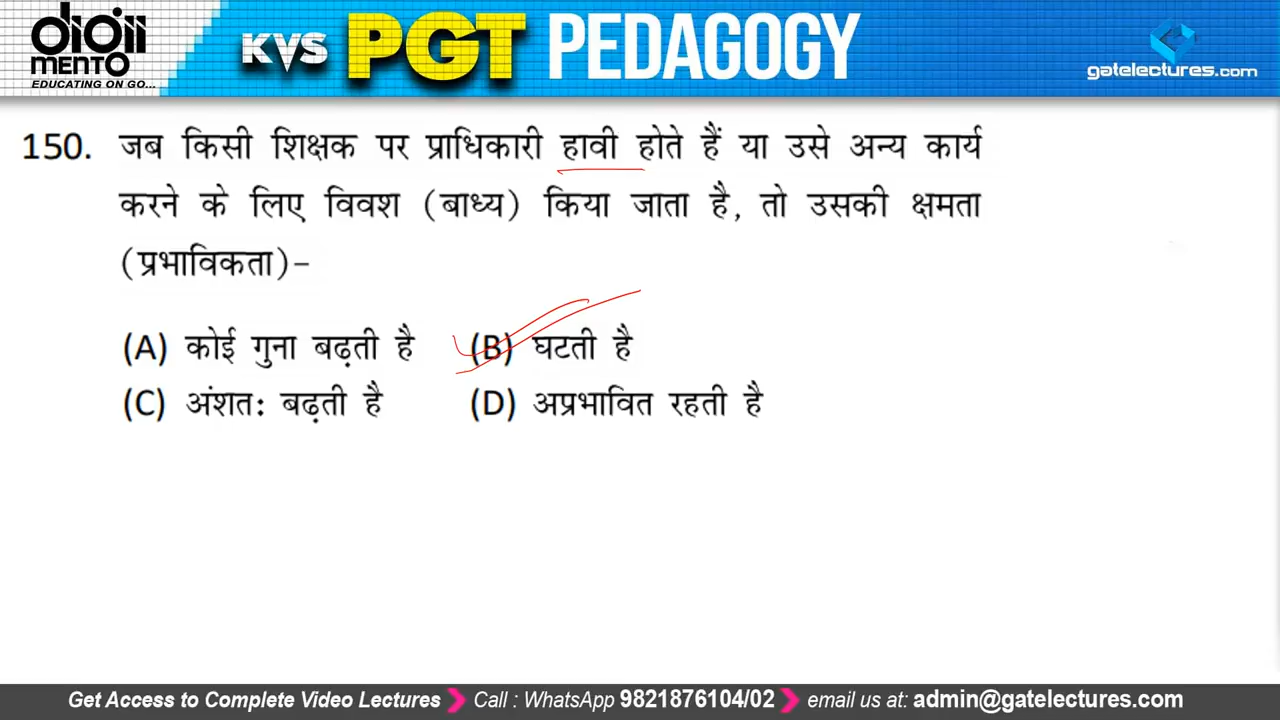 digii
MENTO
EDUCATING ON GO...
KVS PGT PEDAGOGY
gatelectures.com
150. जब किसी शिक्षक पर प्राधिकारी हावी होते हैं या उसे अन्य कार्य
करने के लिए विवश (बाध्य) किया जाता है, तो उसकी क्षमता
(प्रभाविकता)-
(A) कोई गुना बढ़ती है (B) घटती है
(C) अंशत: बढ़ती है (D) अप्रभावित रहती है
Get Access to Complete Video Lectures Call : WhatsApp 9821876104/02 email us at: admin@gatelectures.com